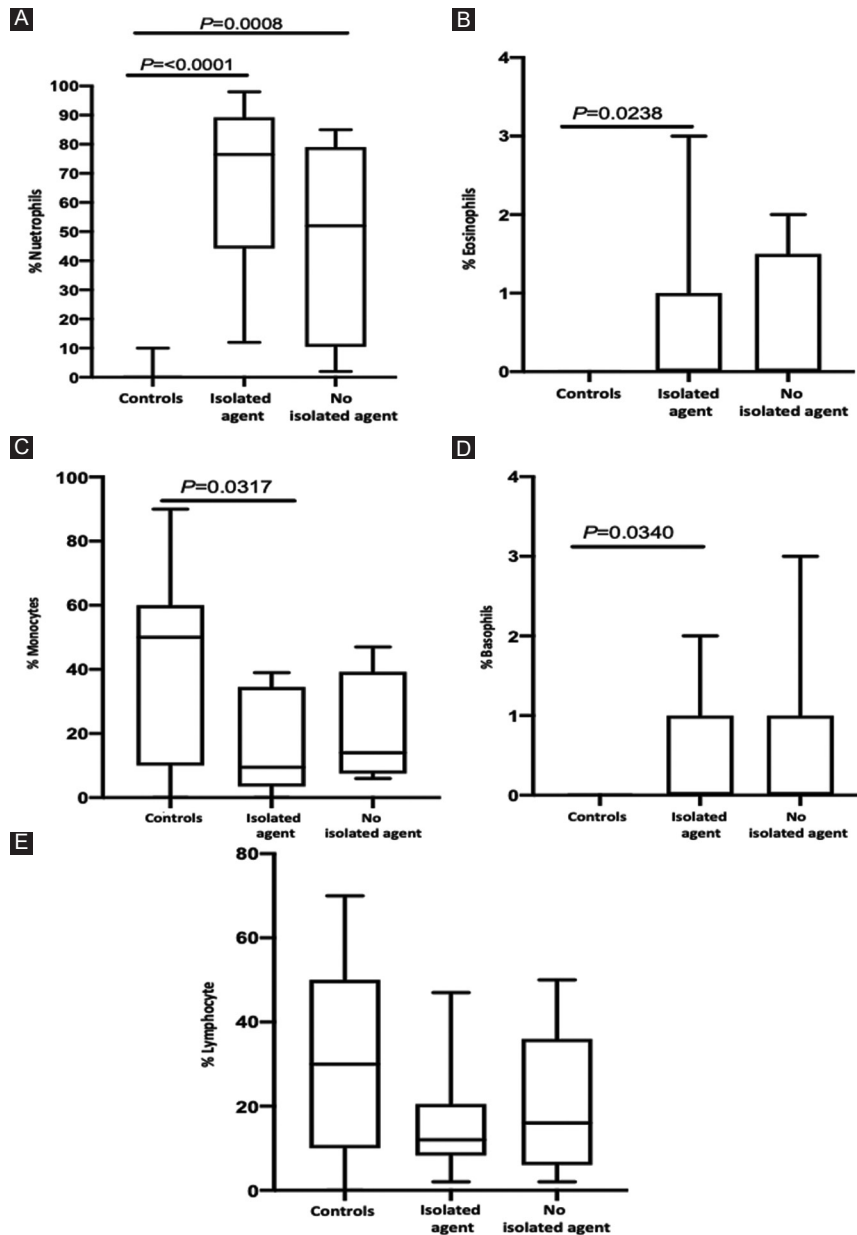 A
P=0.0008
P=<0.0001
100
90
80
70
60
50
40
30
20
10
0
% Nuetrophils
Controls
Isolated
agent
No
isolated agent
B
P=0.0238
4
3
2
1
0
% Eosinophils
Controls
Isolated
agent
No
isolated agent
C
P=0.0317
100
80
60
40
20
0
% Monocytes
Controls
Isolated
agent
No
isolated agent
D
P=0.0340
4
3
2
1
0
% Basophils
Controls
Isolated
agent
No
isolated agent
E
80
60
40
20
0
% Lymphocyte
Controls
Isolated
agent
No
isolated agent